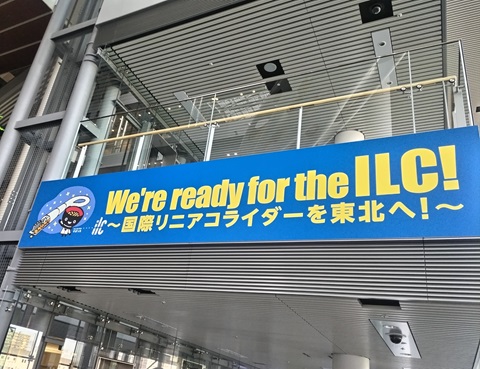 We're ready for the ILC!
ilc
～国際リニアコライダーを東北へ!～